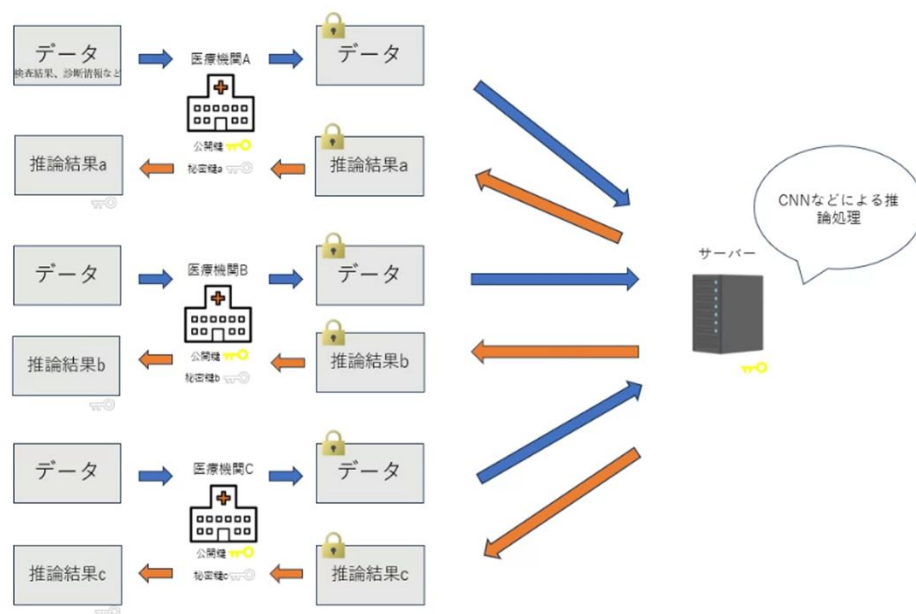 データ
検査結果、診断情報など
医療機関A
データ
公開鍵
秘密鍵a
推論結果a
推論結果a
CNNなどによる推
論処理
サーバー
データ
医療機関B
データ
公開鍵
秘密鍵b
推論結果b
推論結果b
データ
医療機関C
データ
公開鍵
秘密鍵c
推論結果c
推論結果c